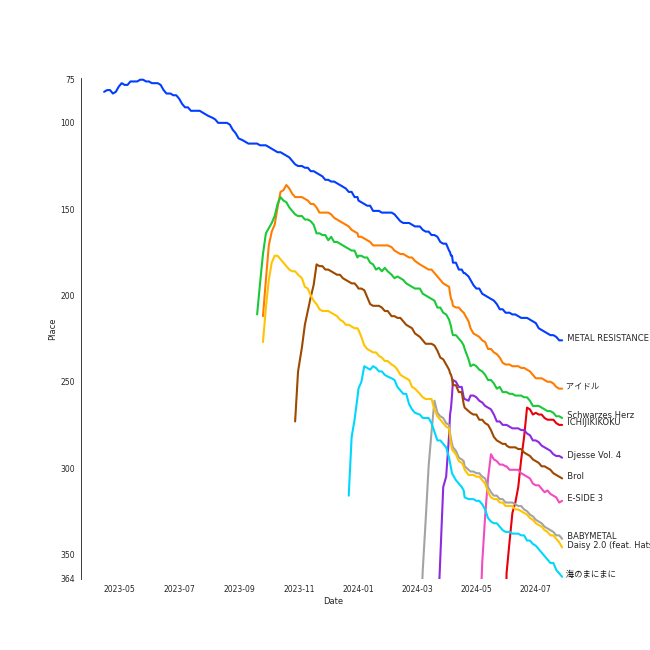 75
100
150
200
250
300
350
364
Place
2023-05
2023-07
2023-09
2023-11
2024-01
2024-03
2024-05
2024-07
Date
METAL RESISTANCE
アイドル
Schwarzes Herz
ICHIJIKIKOKU
Djesse Vol. 4
Brol
E-SIDE 3
BABYMETAL
Daisy 2.0 (feat. Hats
海のまにまに